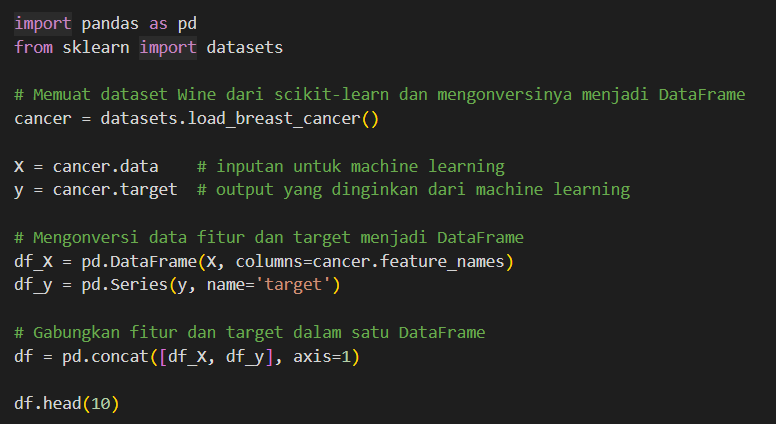 import pandas as pd
from sklearn import datasets
# Memuat dataset Wine dari scikit-learn dan mengonversinya menjadi DataFrame
cancer = datasets.load_breast_cancer()
X = cancer.data    # inputan untuk machine learning
y = cancer.target  # output yang dinginkan dari machine learning
# Mengonversi data fitur dan target menjadi DataFrame
df_X = pd.DataFrame(X, columns=cancer.feature_names)
df_y = pd.Series(y, name='target')
# Gabungkan fitur dan target dalam satu DataFrame
df = pd.concat([df_X, df_y], axis=1)
df.head(10)